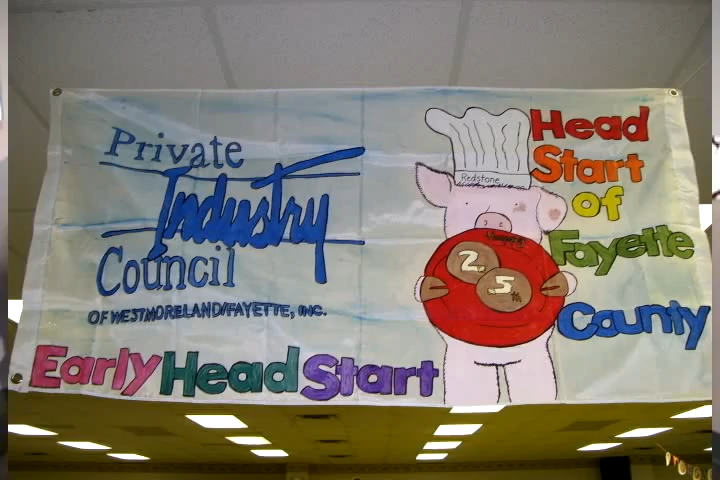 Private
Industry
Council
OF WESTMORELAND/FAYETTE, INC.
Early Head Start
Redstone
Head
Start
of
Fayette
County
2.
5